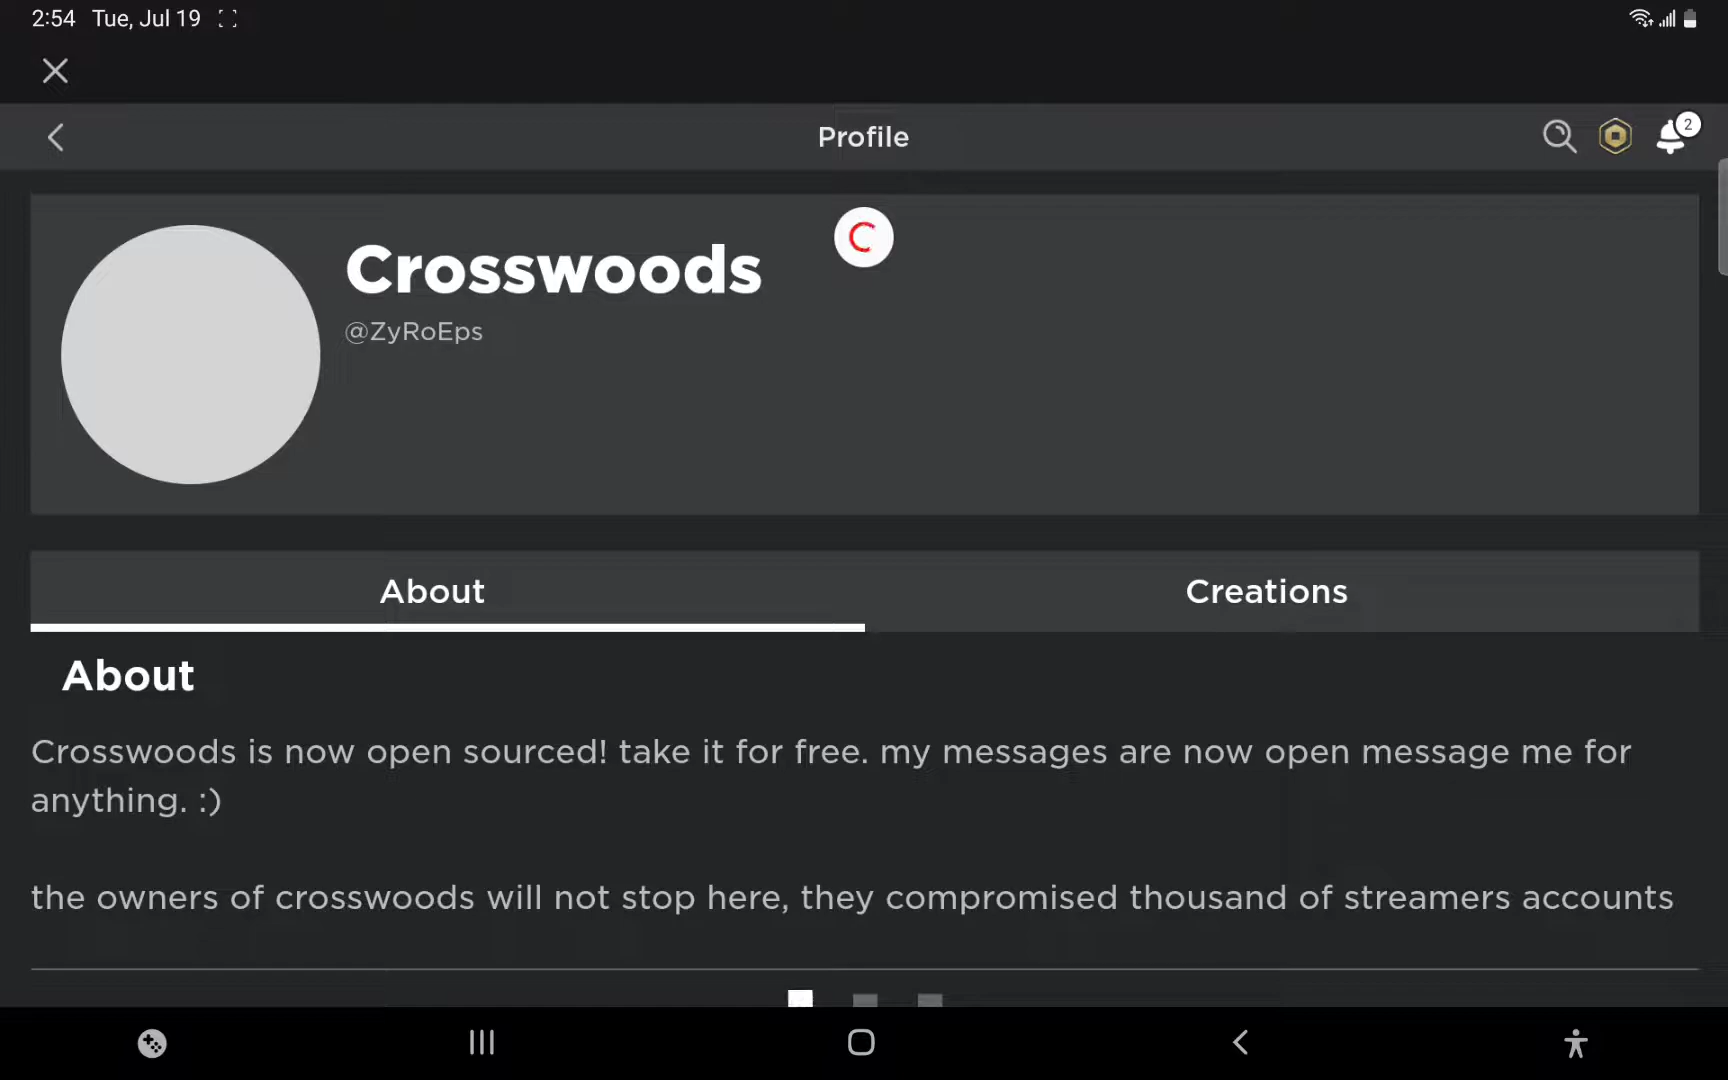 2:54 Tue, Jul 19
Profile
2
Crosswoods
@ZyRoEps
About
Creations
About
Crosswoods is now open sourced! take it for free. my messages are now open message me for
anything. :)
the owners of crosswoods will not stop here, they compromised thousand of streamers accounts